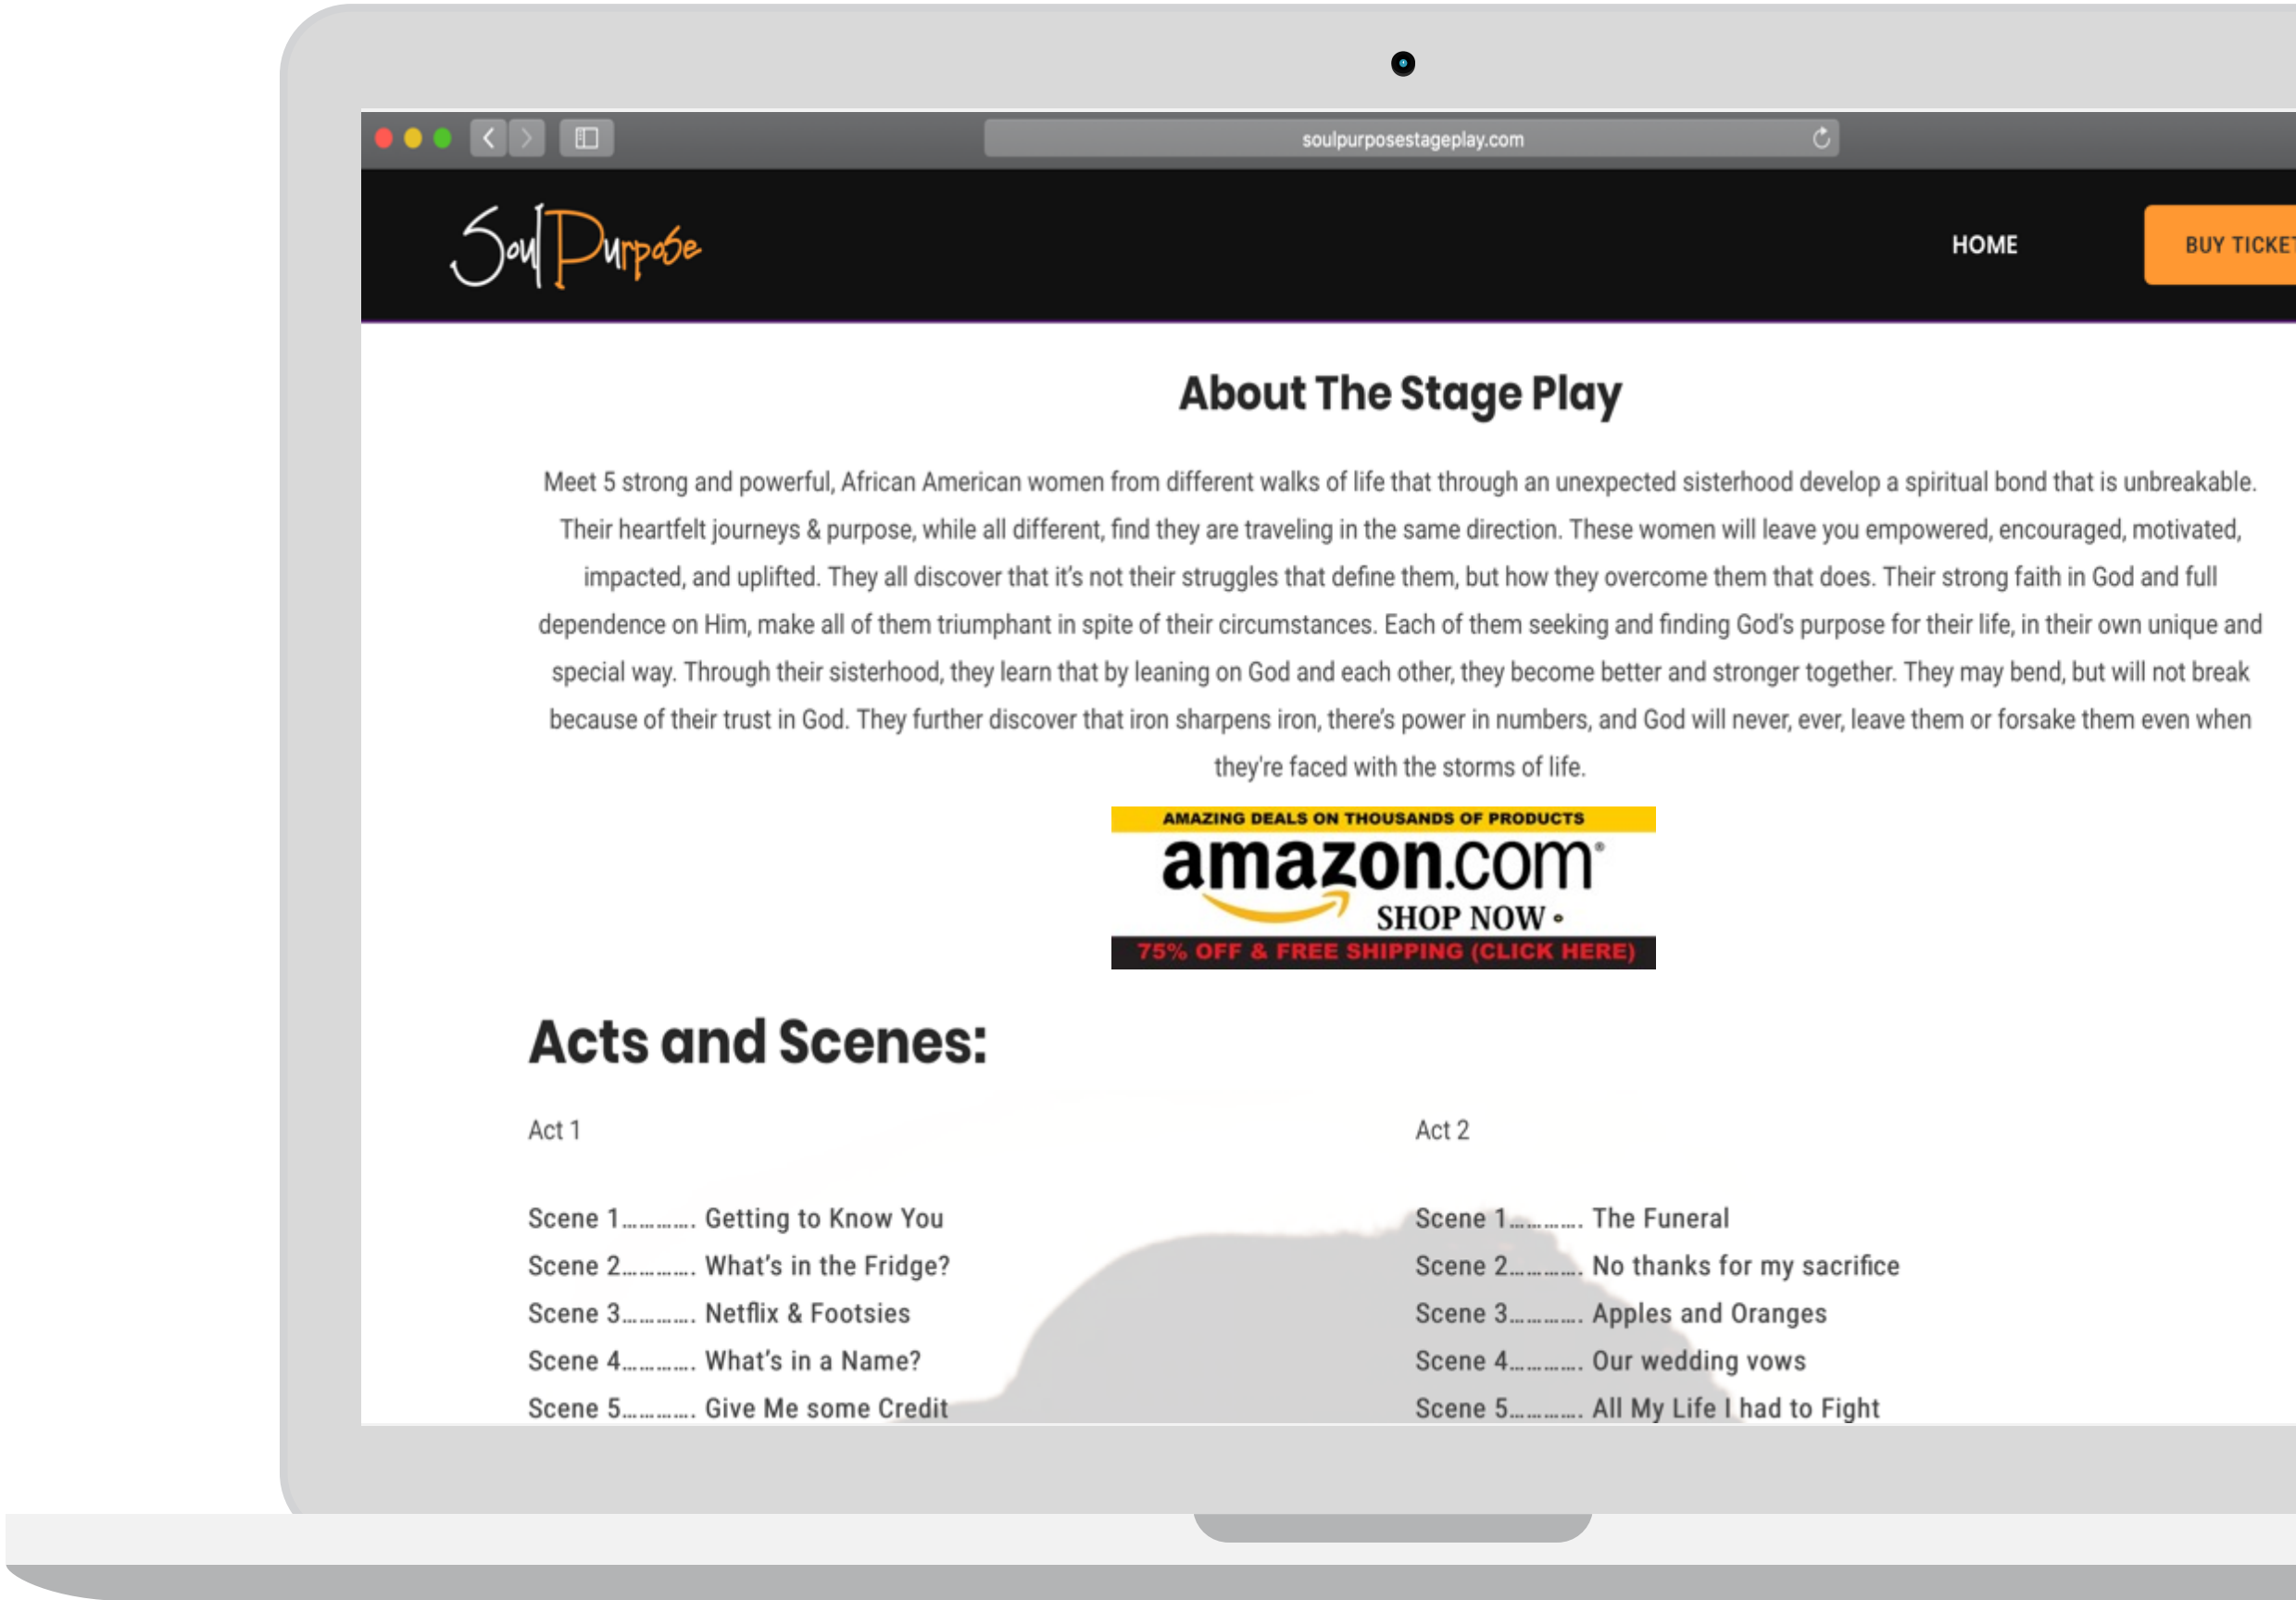 soulpurposestageplay.com
Soul Purpose
HOME
BUY TICKET
About The Stage Play
Meet 5 strong and powerful, African American women from different walks of life that through an unexpected sisterhood develop a spiritual bond that is unbreakable.
Their heartfelt journeys & purpose, while all different, find they are traveling in the same direction. These women will leave you empowered, encouraged, motivated,
impacted, and uplifted. They all discover that it’s not their struggles that define them, but how they overcome them that does. Their strong faith in God and full
dependence on Him, make all of them triumphant in spite of their circumstances. Each of them seeking and finding God’s purpose for their life, in their own unique and
special way. Through their sisterhood, they learn that by leaning on God and each other, they become better and stronger together. They may bend, but will not break
because of their trust in God. They further discover that iron sharpens iron, there’s power in numbers, and God will never, ever, leave them or forsake them even when
they're faced with the storms of life.
AMAZING DEALS ON THOUSANDS OF PRODUCTS
amazon.com®
SHOP NOW
75% OFF & FREE SHIPPING (CLICK HERE)
Acts and Scenes:
Act 1
Scene 1…………. Getting to Know You
Scene 2…………. What’s in the Fridge?
Scene 3…………. Netflix & Footsies
Scene 4…………. What’s in a Name?
Scene 5…………. Give Me some Credit
Act 2
Scene 1…………. The Funeral
Scene 2…………. No thanks for my sacrifice
Scene 3…………. Apples and Oranges
Scene 4…………. Our wedding vows
Scene 5…………. All My Life I had to Fight